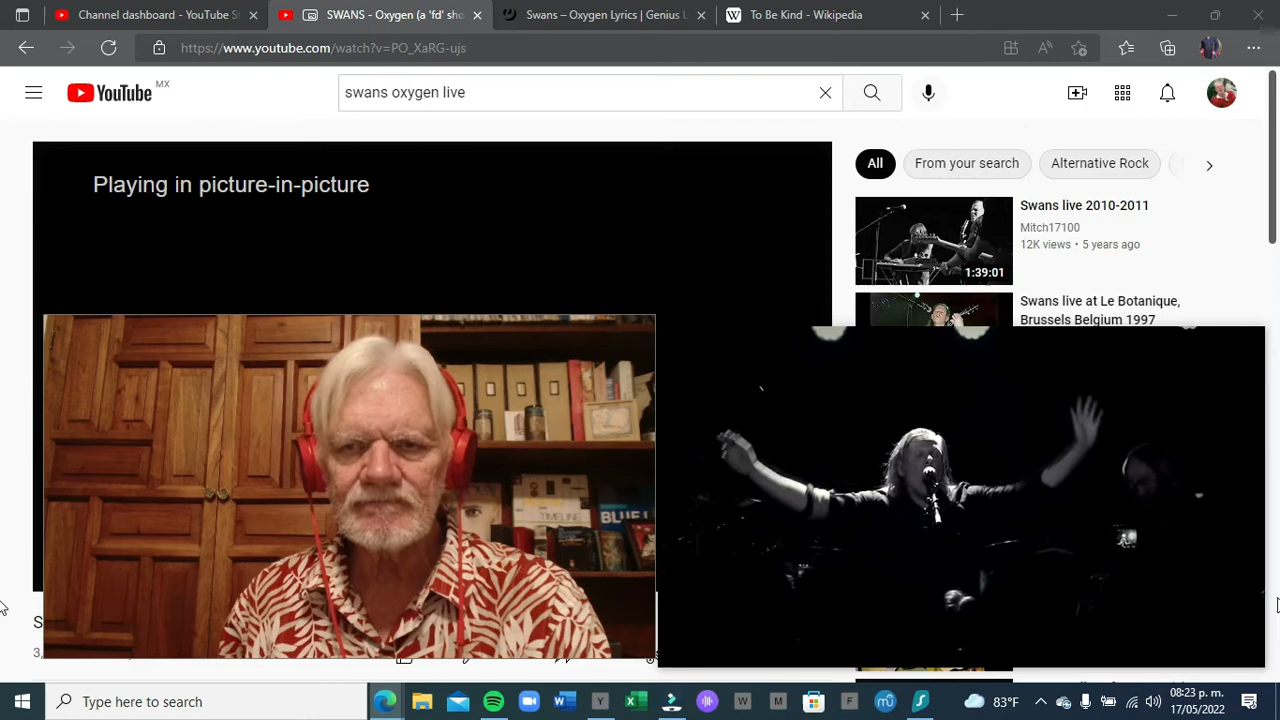 Channel dashboard - YouTube S
SWANS - Oxygen (a 'fd' sho
Swans – Oxygen Lyrics | Genius L
To Be Kind - Wikipedia
https://www.youtube.com/watch?v=PO_XaRG-ujs
YouTube MX
swans oxygen live
Playing in picture-in-picture
All
From your search
Alternative Rock
Swans live 2010-2011
Mitch17100
12K views • 5 years ago
1:39:01
Swans live at Le Botanique,
Brussels Belgium 1997
TIMELINE
BLUE
S
3,
Type here to search
83°F
08:23 p. m.
17/05/2022